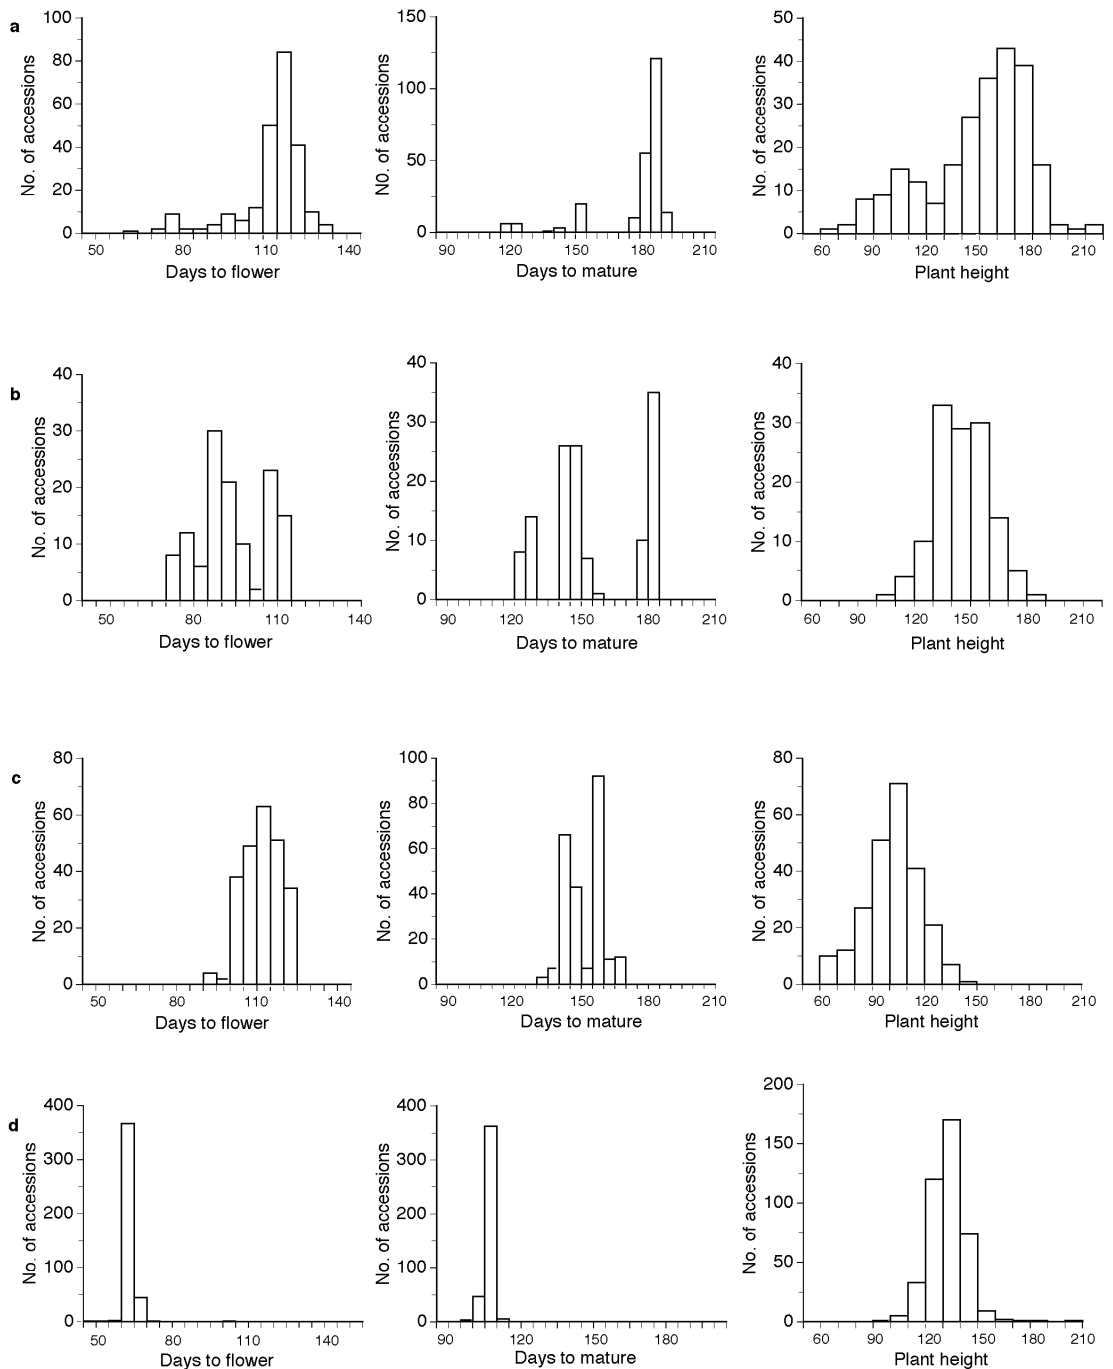 a
No. of accessions
100
80
60
40
20
0
50 80 110 140
Days to flower
N0. of accessions
150
100
50
0
90 120 150 180 210
Days to mature
No. of accessions
50
40
30
20
10
0
60 90 120 150 180 210
Plant height
b
No. of accessions
40
30
20
10
0
50 80 110 140
Days to flower
No. of accessions
40
30
20
10
0
90 120 150 180 210
Days to mature
No. of accessions
40
30
20
10
0
60 90 120 150 180 210
Plant height
c
No. of accessions
80
60
40
20
0
50 80 110 140
Days to flower
No. of accessions
100
80
60
40
20
0
90 120 150 180 210
Days to mature
No. of accessions
80
60
40
20
0
60 90 120 150 180 210
Plant height
d
No. of accessions
400
300
200
100
0
50 80 110 140
Days to flower
No. of accessions
400
300
200
100
0
90 120 150 180
Days to mature
No. of accessions
200
150
100
50
0
60 90 120 150 180 210
Plant height